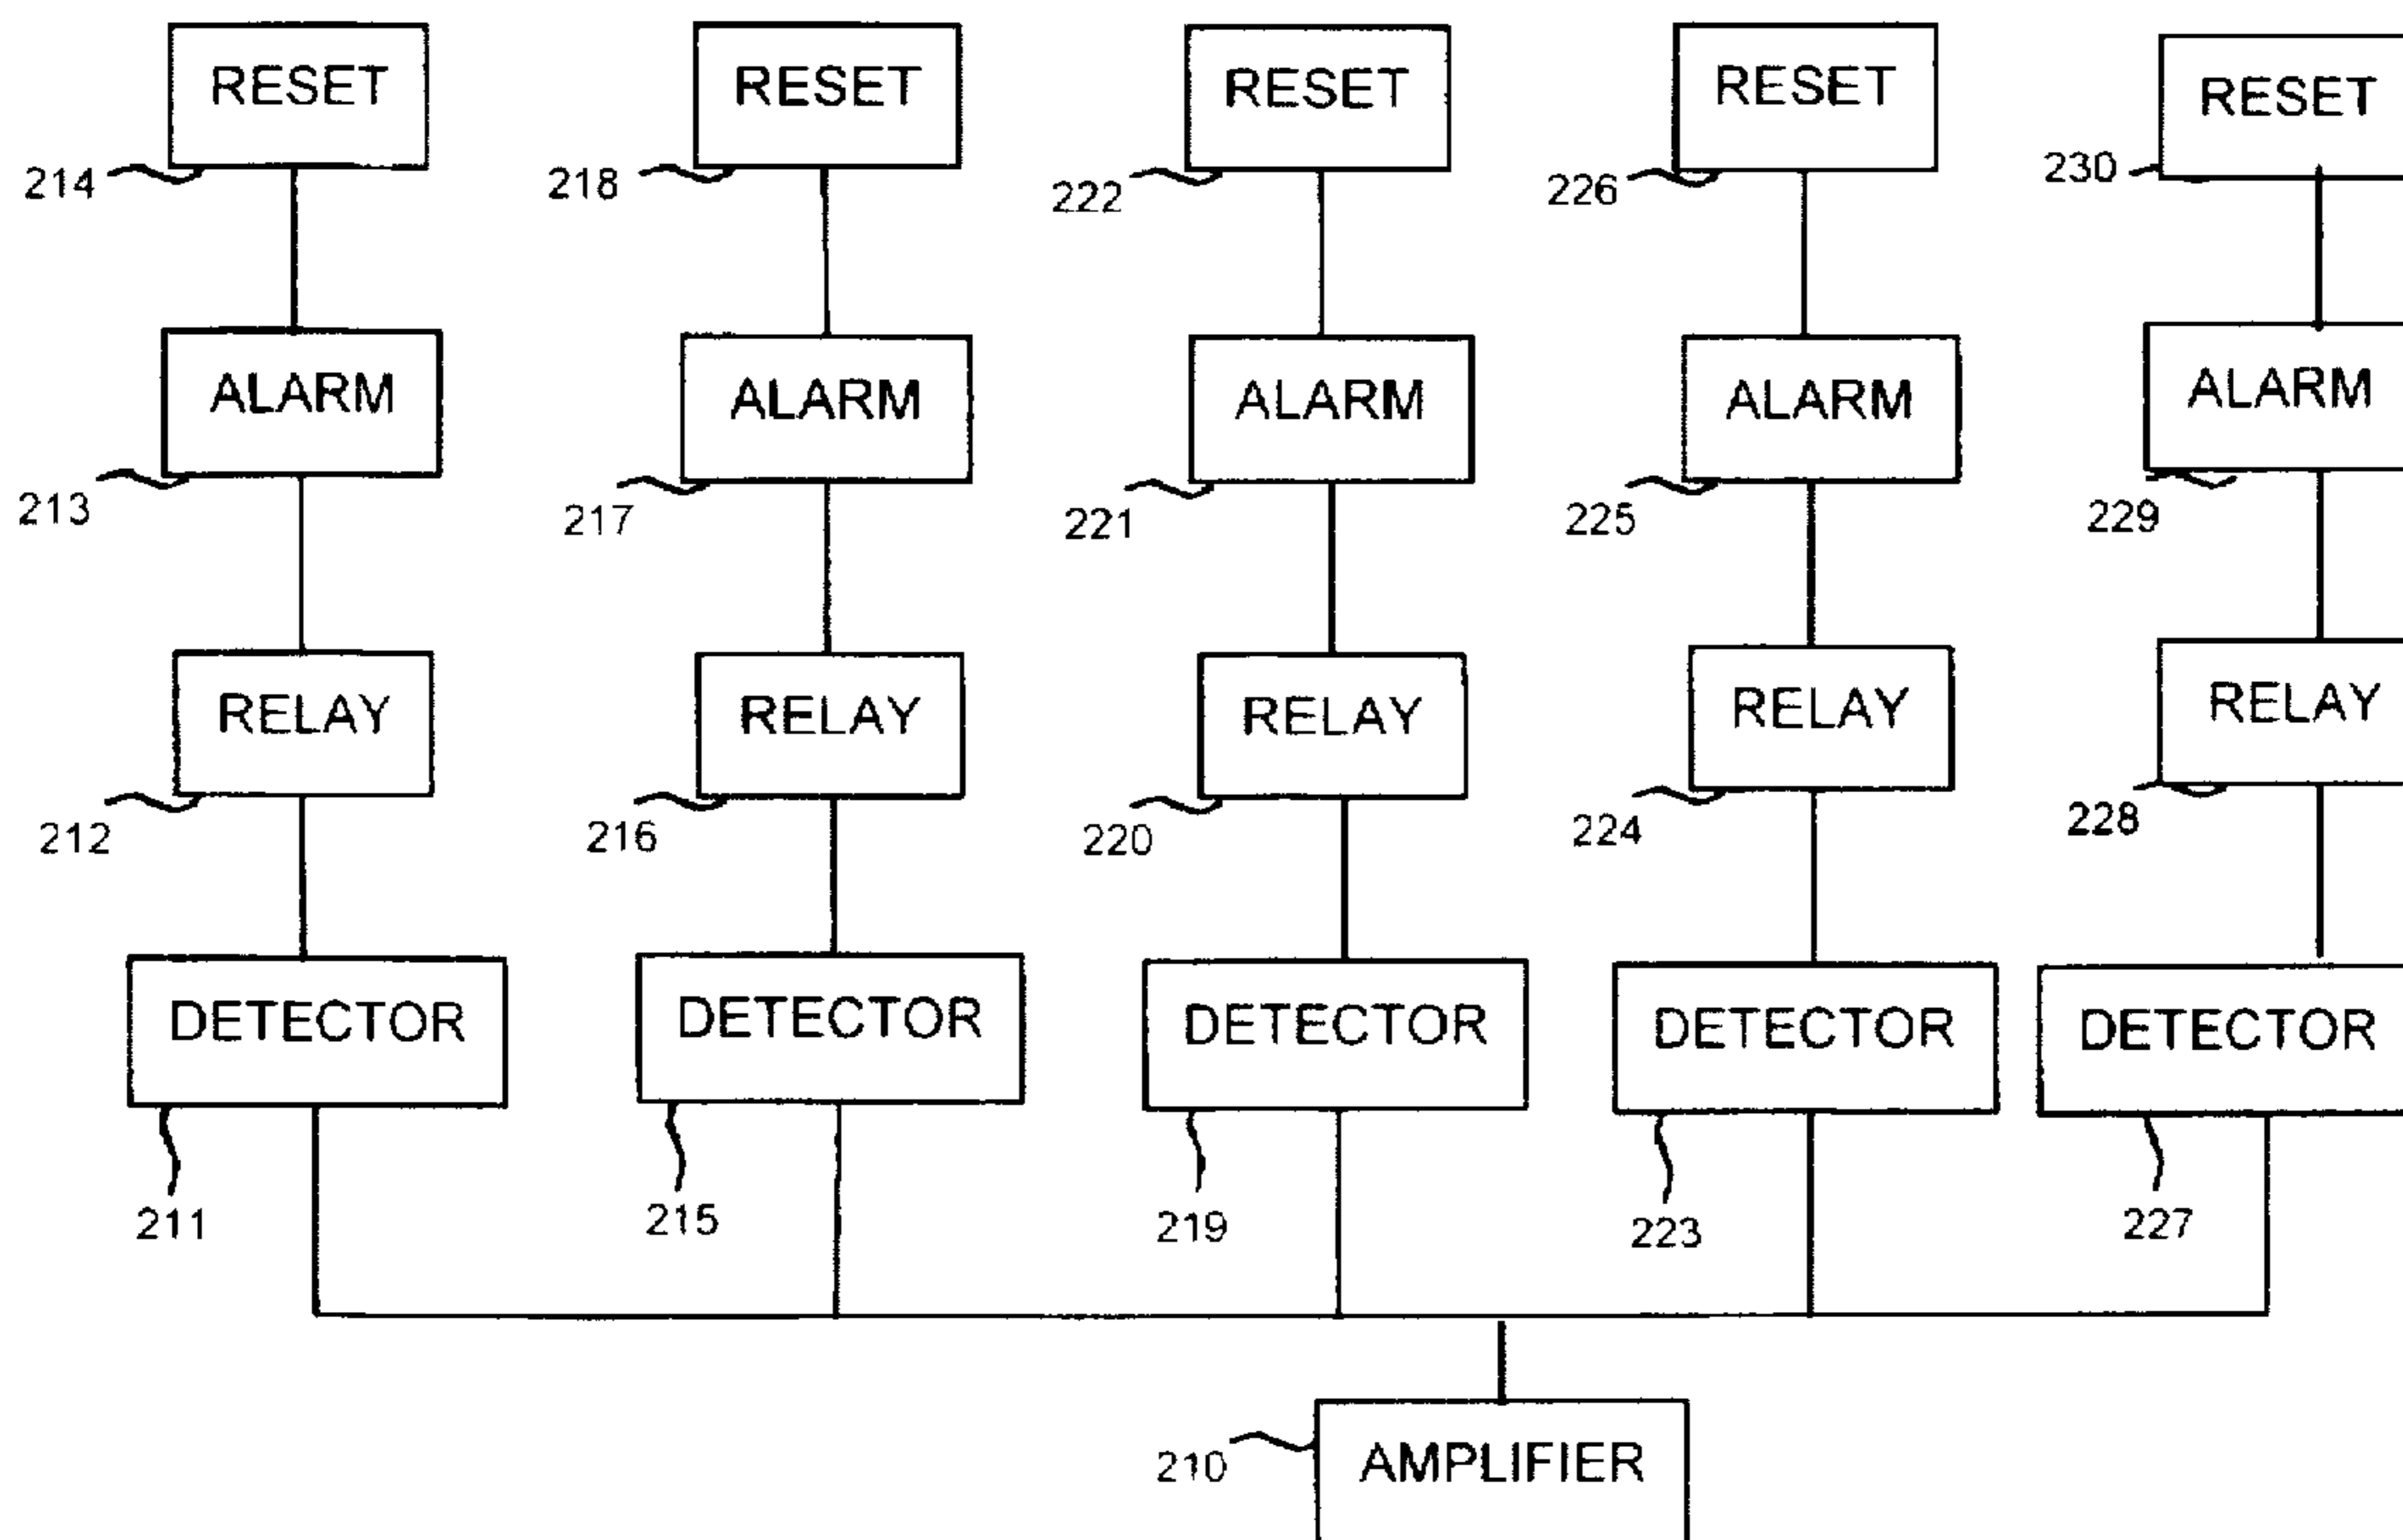 RESET RESET RESET RESET RESET
214 218 222 226 230
ALARM ALARM ALARM ALARM ALARM
213 217 221 225 229
RELAY RELAY RELAY RELAY RELAY
212 216 220 224 228
DETECTOR DETECTOR DETECTOR DETECTOR DETECTOR
211 215 219 223 227
210 AMPLIFIER